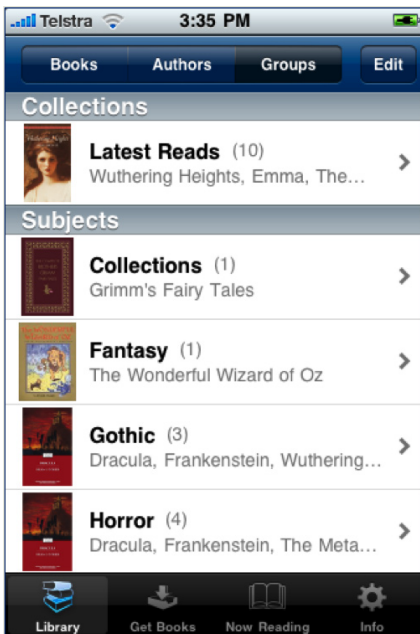 Telstra 3:35 PM
Books Authors Groups Edit
Collections
Latest Reads (10)
Wuthering Heights, Emma, The...
Subjects
Collections (1)
Grimm's Fairy Tales
Fantasy (1)
The Wonderful Wizard of Oz
Gothic (3)
Dracula, Frankenstein, Wuthering...
Horror (4)
Dracula, Frankenstein, The Meta...
Library Get Books Now Reading Info